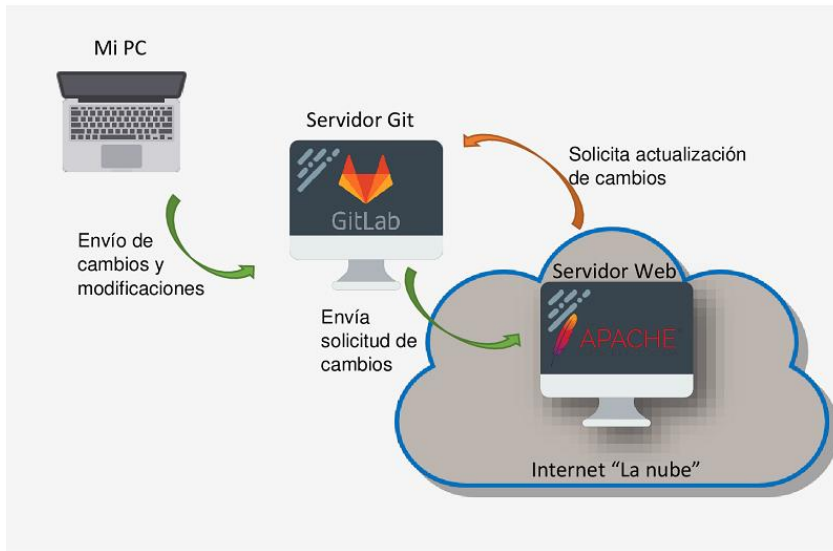 Mi PC
Servidor Git
GitLab
Solicita actualización
de cambios
Envío de
cambios y
modificaciones
Servidor Web
APACHE
Envía
solicitud de
cambios
Internet “La nube”